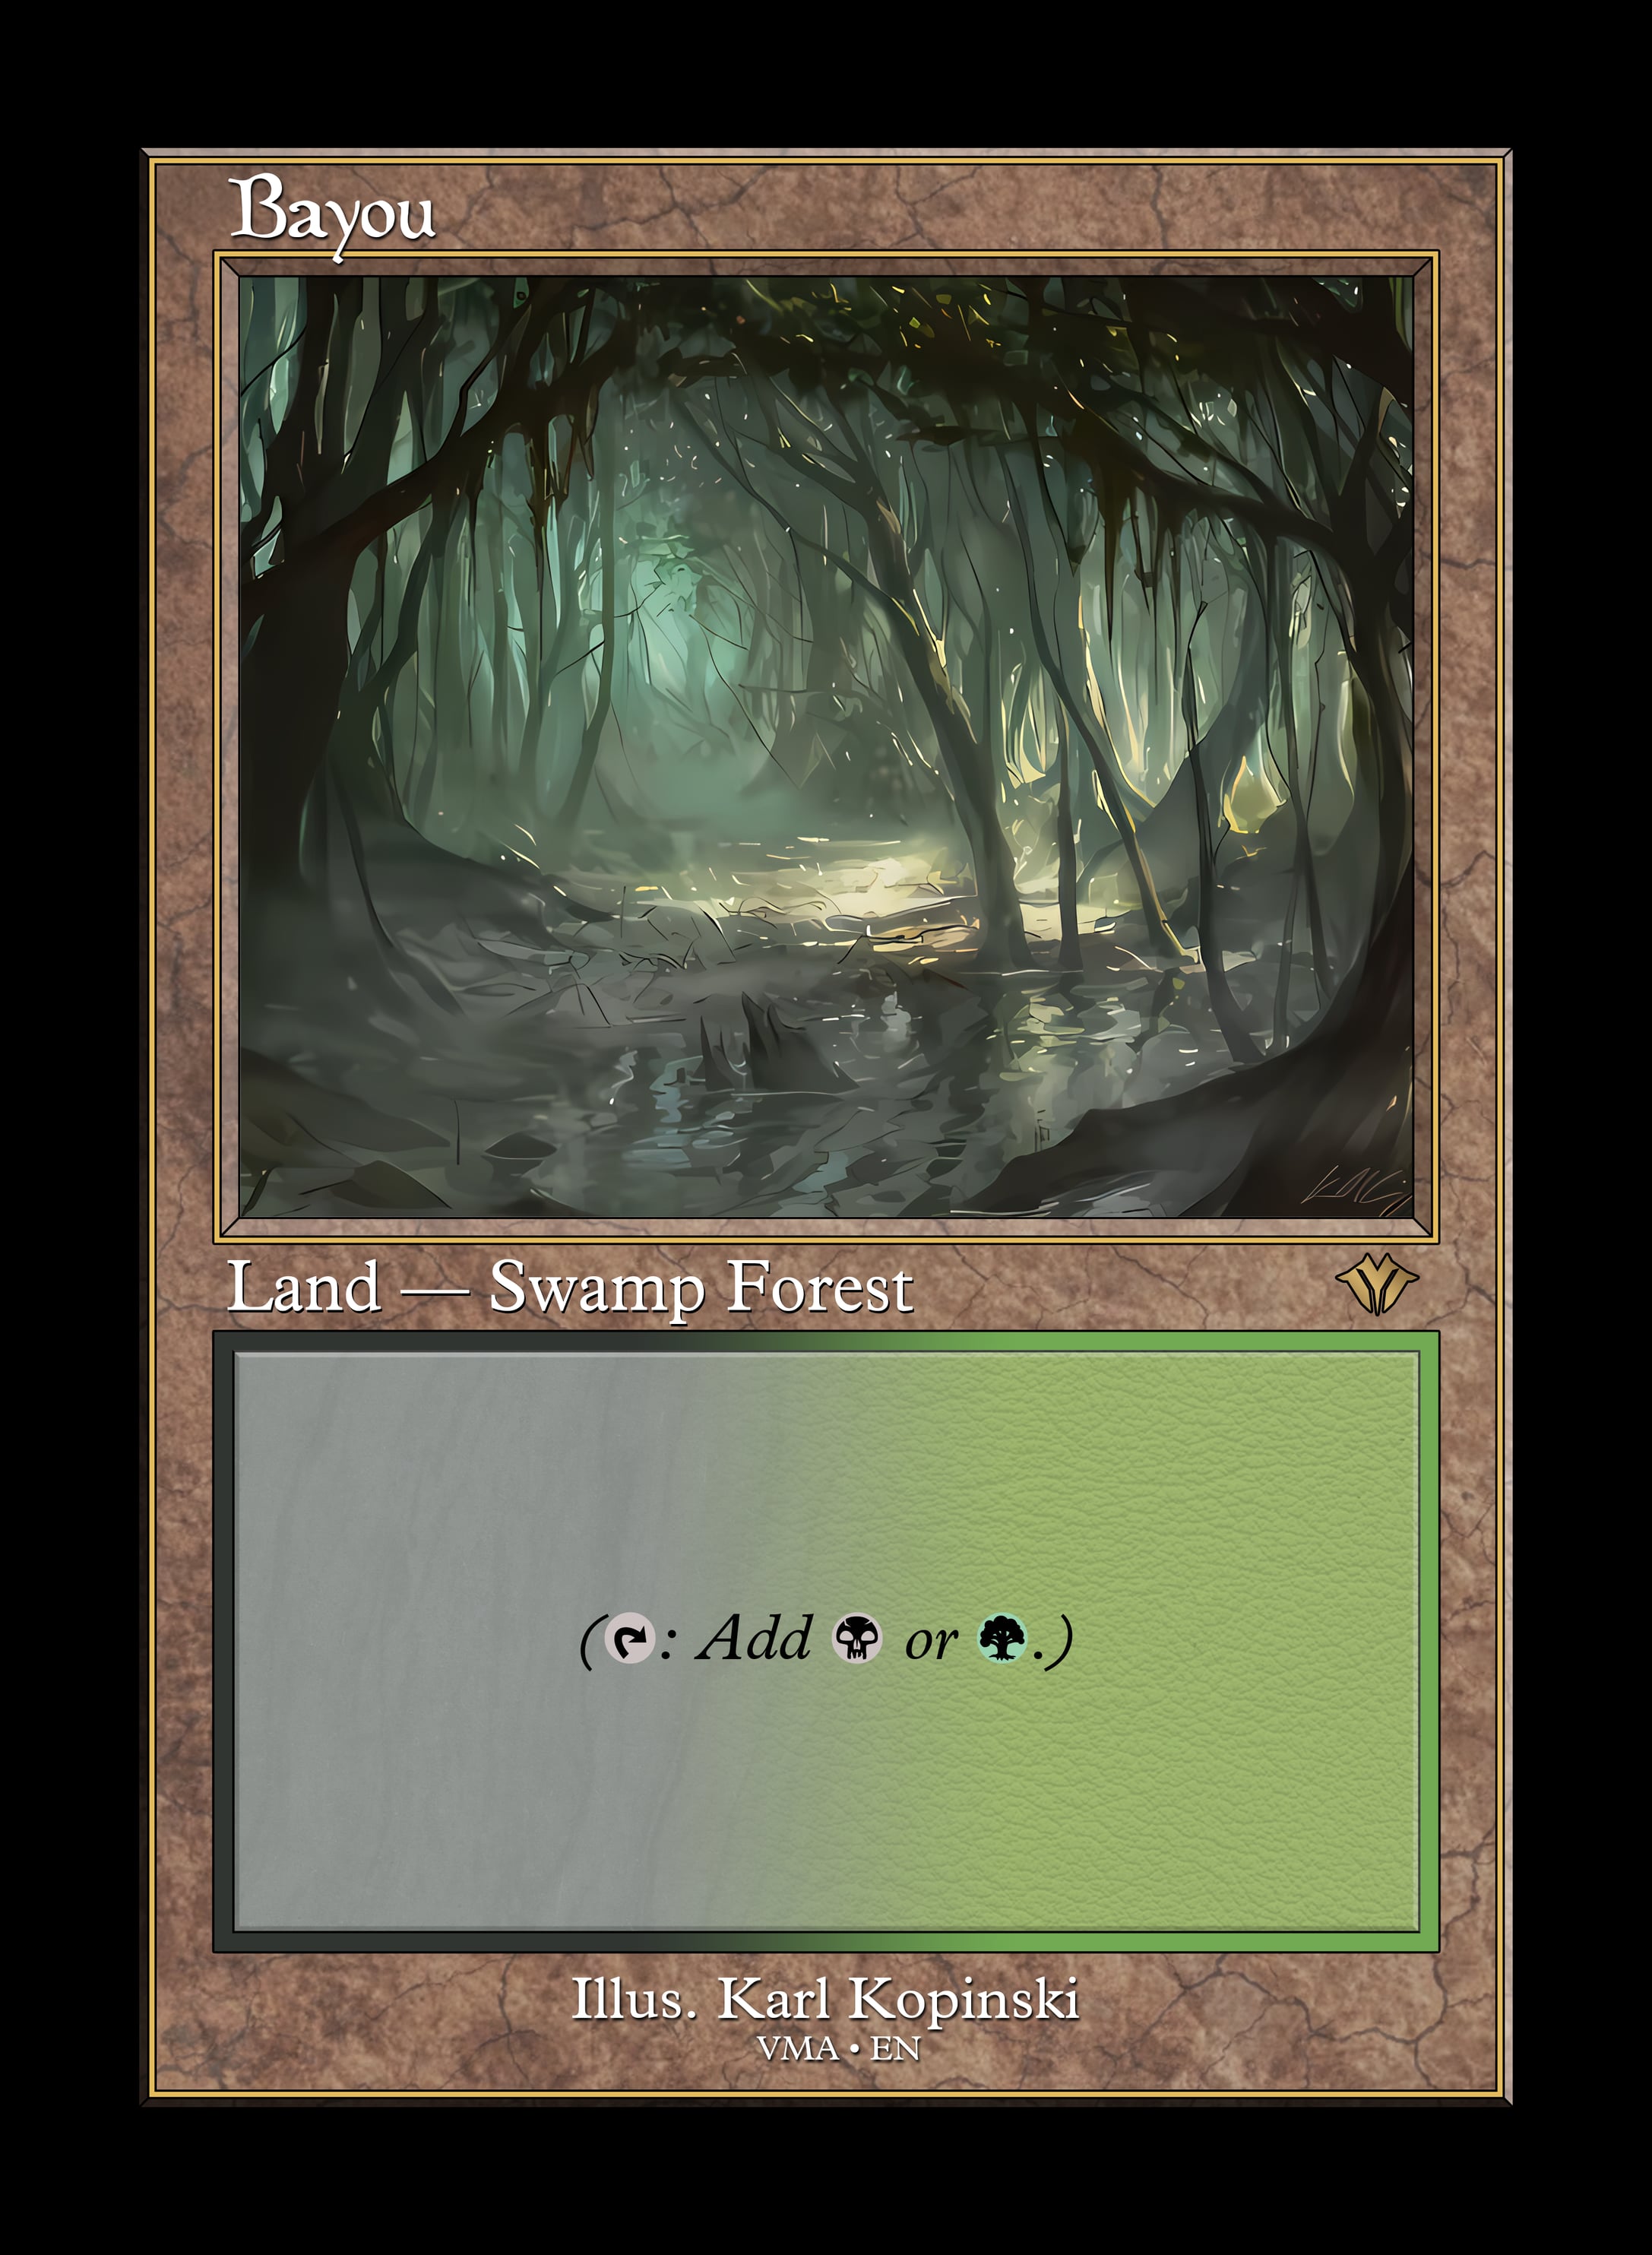 Bayou
Land — Swamp Forest
(: Add or .)
Illus. Karl Kopinski
VMA • EN